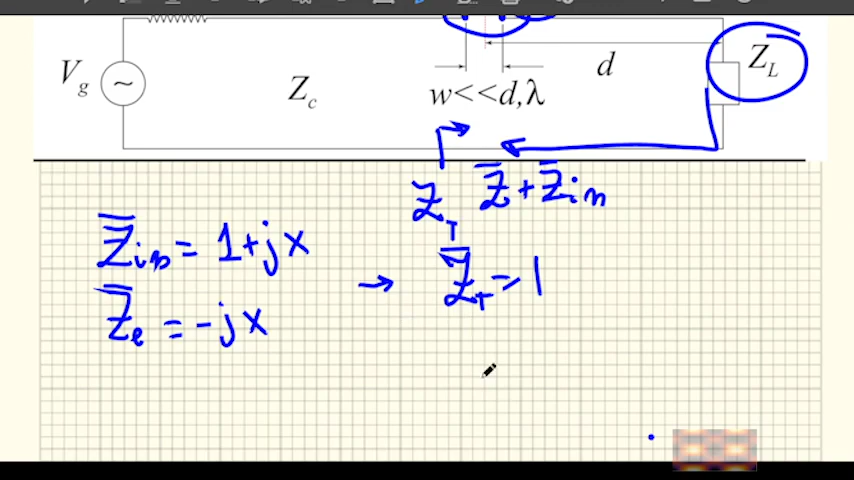 V_g
Z_c
w<<d,λ
d
Z_L
Z_T
Z̄ + Z̄_in
Z̄_in = 1+jx
Z̄_e = -jx
→ Z̄_T = 1